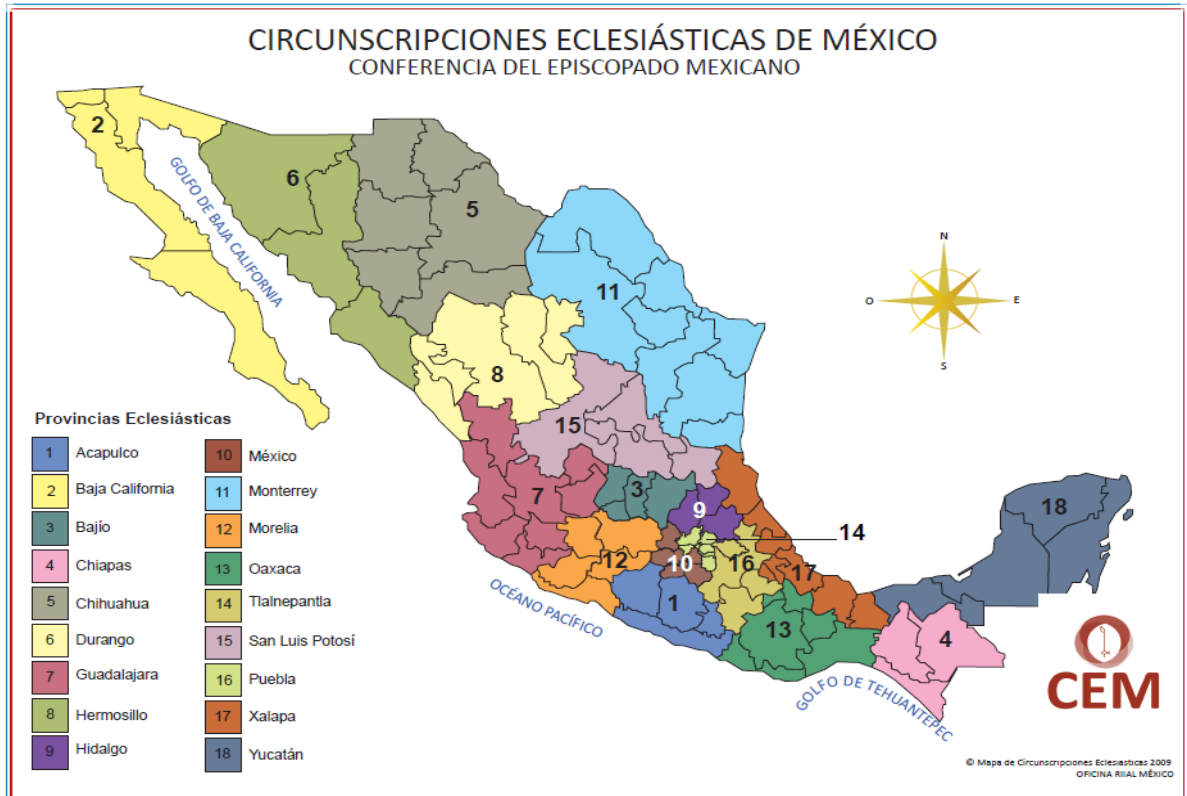 CIRCUNSCRIPCIONES ECLESIÁSTICAS DE MÉXICO
CONFERENCIA DEL EPISCOPADO MEXICANO
2
6
5
11
8
15
7
3
9
14
10
16
12
17
1
13
4
18
GOLFO DE BAJA CALIFORNIA
OCÉANO PACÍFICO
GOLFO DE TEHUANTEPEC
N
O
E
S
Provincias Eclesiásticas
1 Acapulco
2 Baja California
3 Bajío
4 Chiapas
5 Chihuahua
6 Durango
7 Guadalajara
8 Hermosillo
9 Hidalgo
10 México
11 Monterrey
12 Morelia
13 Oaxaca
14 Tlalnepantla
15 San Luis Potosí
16 Puebla
17 Xalapa
18 Yucatán
CEM
© Mapa de Circunscripciones Eclesiasticas 2009
OFICINA RIIAL MÉXICO